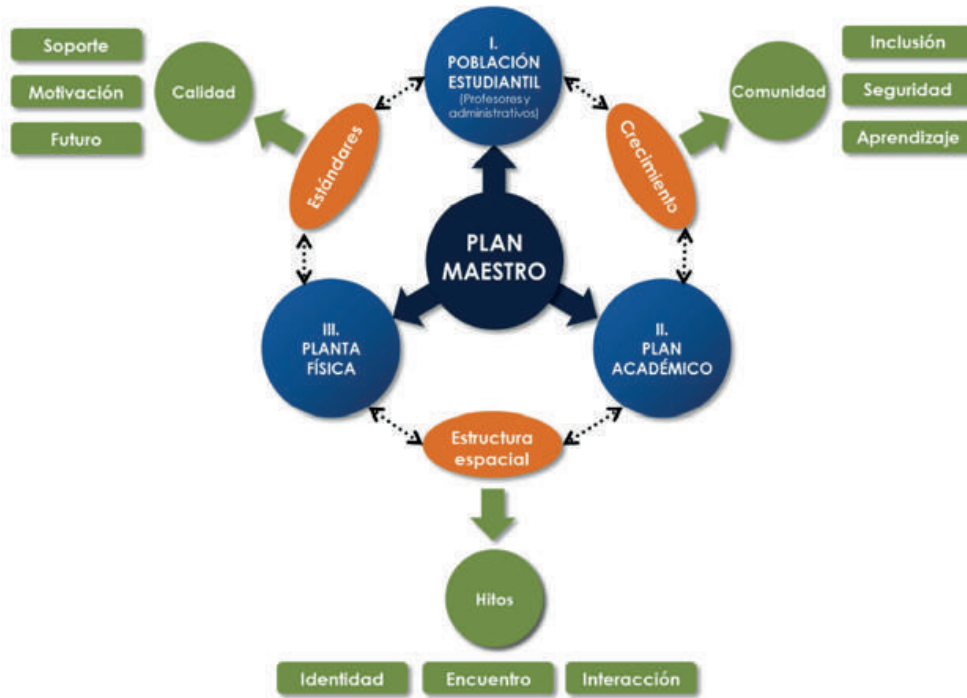 Soporte
Motivación
Futuro
Calidad
Estándares
I.
POBLACIÓN
ESTUDIANTIL
(Profesores y
administrativos)
Crecimiento
Comunidad
Inclusión
Seguridad
Aprendizaje
PLAN
MAESTRO
III.
PLANTA
FÍSICA
II.
PLAN
ACADÉMICO
Estructura
espacial
Hitos
Identidad
Encuentro
Interacción